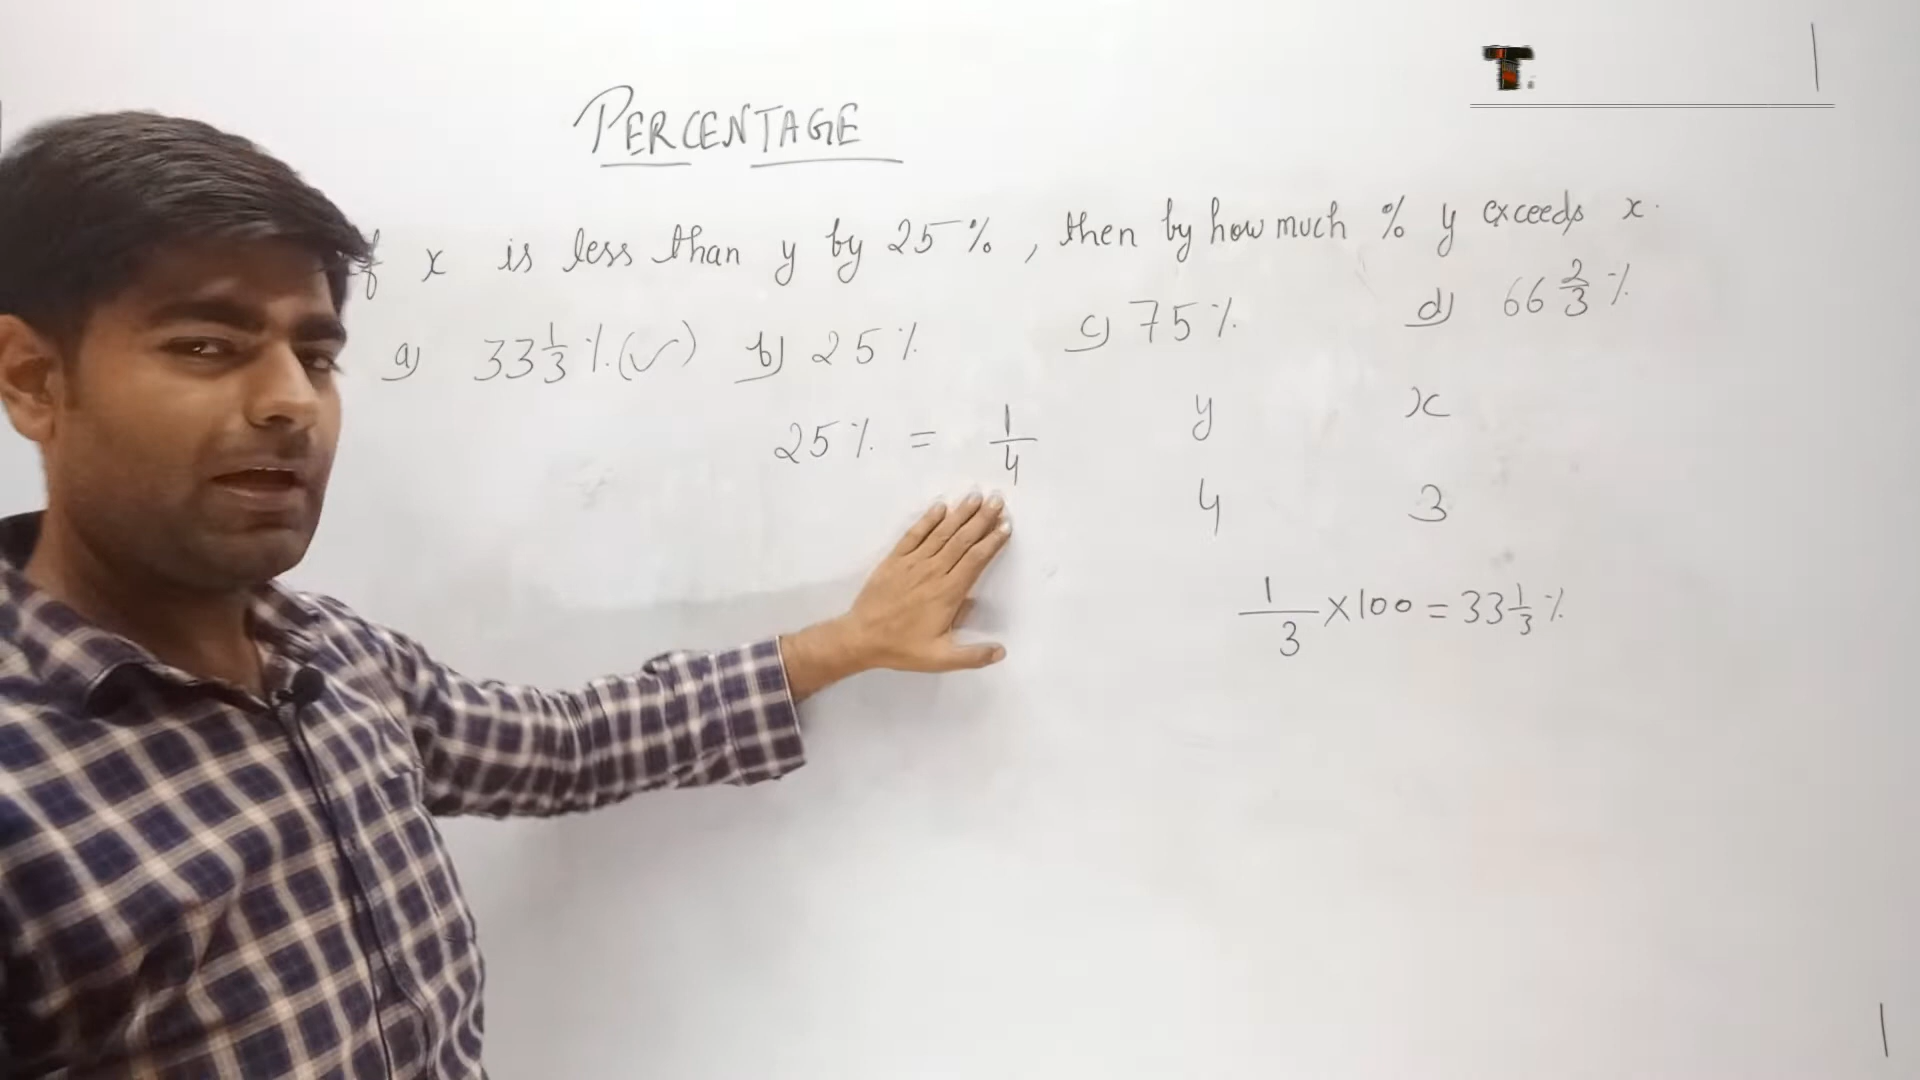 T.
PERCENTAGE
If x is less than y by 25%, then by how much % y exceeds x.
a) 33 1/3 % (✓) b) 25% c) 75% d) 66 2/3 %
25% = 1/4
y x
4 3
1/3 × 100 = 33 1/3 %